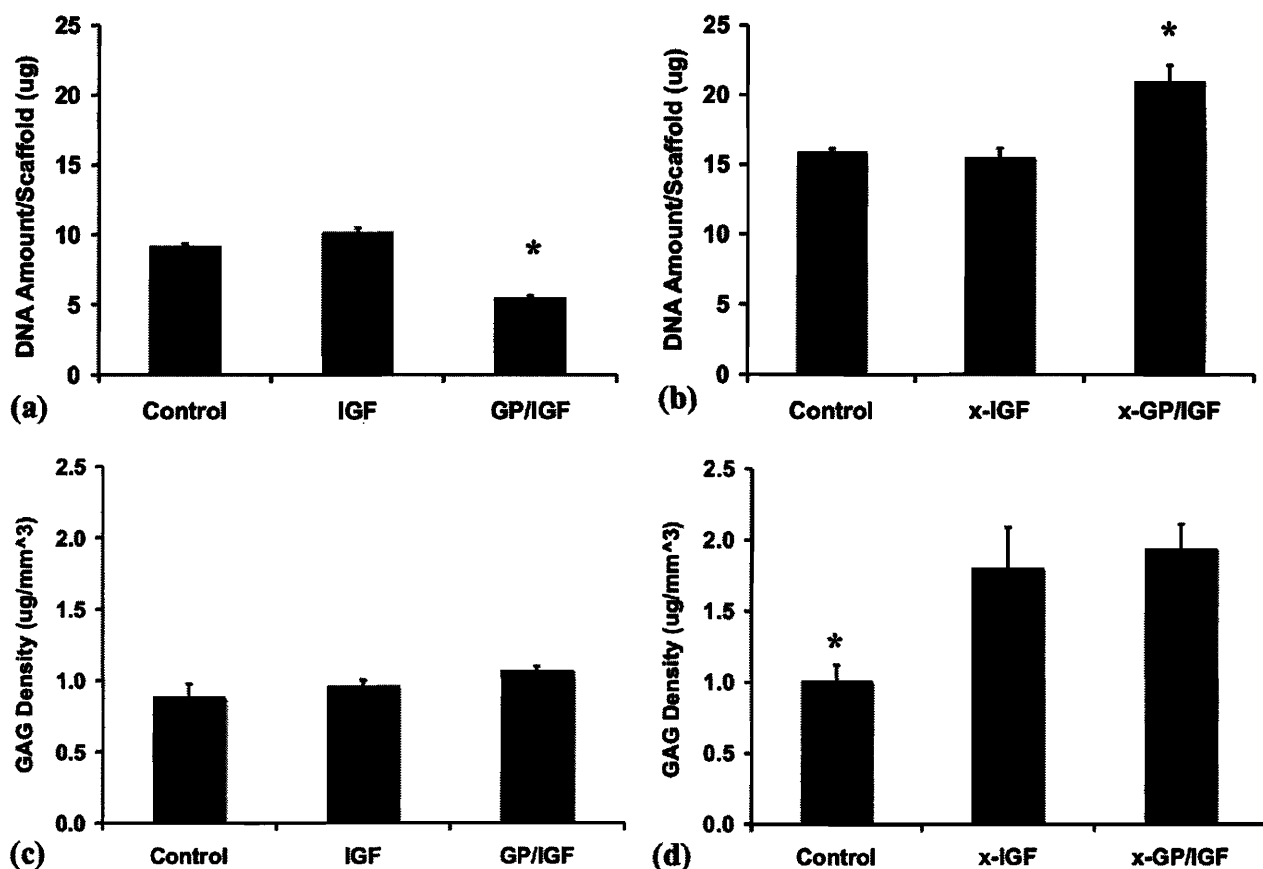 DNA Amount/Scaffold (ug)
25
20
15
10
5
0
*
(a)
Control IGF GP/IGF
DNA Amount/Scaffold (ug)
25
20
15
10
5
0
*
(b)
Control x-IGF x-GP/IGF
GAG Density (ug/mm^3)
2.5
2.0
1.5
1.0
0.5
0.0
(c)
Control IGF GP/IGF
GAG Density (ug/mm^3)
2.5
2.0
1.5
1.0
0.5
0.0
*
(d)
Control x-IGF x-GP/IGF